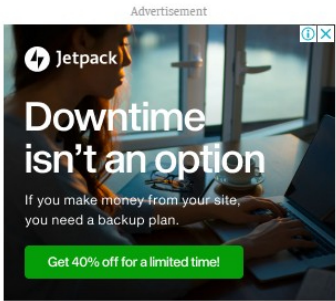 Advertisement
Jetpack
Downtime
isn't an option
If you make money from your site,
you need a backup plan.
Get 40% off for a limited time!